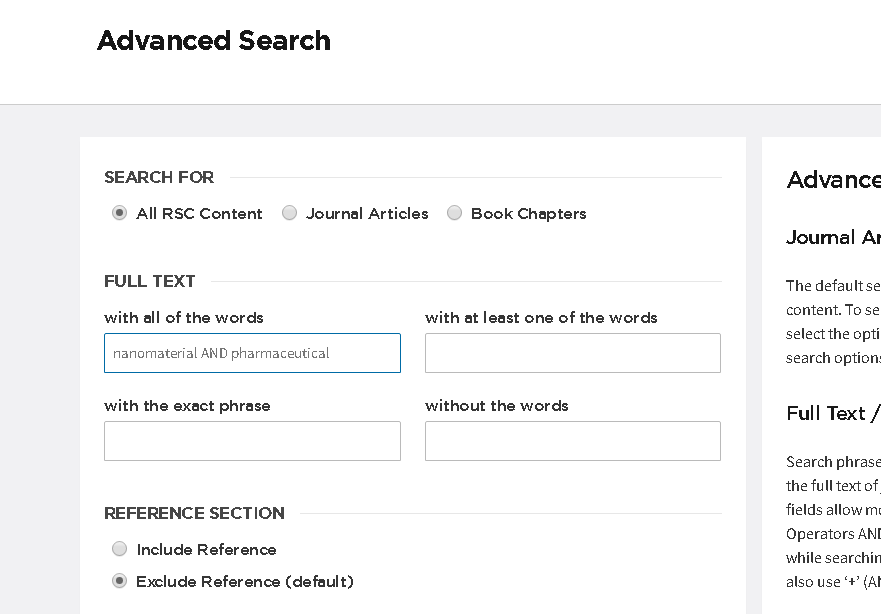 Advanced Search
SEARCH FOR
All RSC Content Journal Articles Book Chapters
FULL TEXT
with all of the words with at least one of the words
nanomaterial AND pharmaceutical
with the exact phrase without the words
REFERENCE SECTION
Include Reference
Exclude Reference (default)
Advance
Journal Ar
The default se
content. To se
select the opti
search options
Full Text /
Search phrase
the full text of
fields allow mo
Operators AND
while searchin
also use ‘+’ (AN